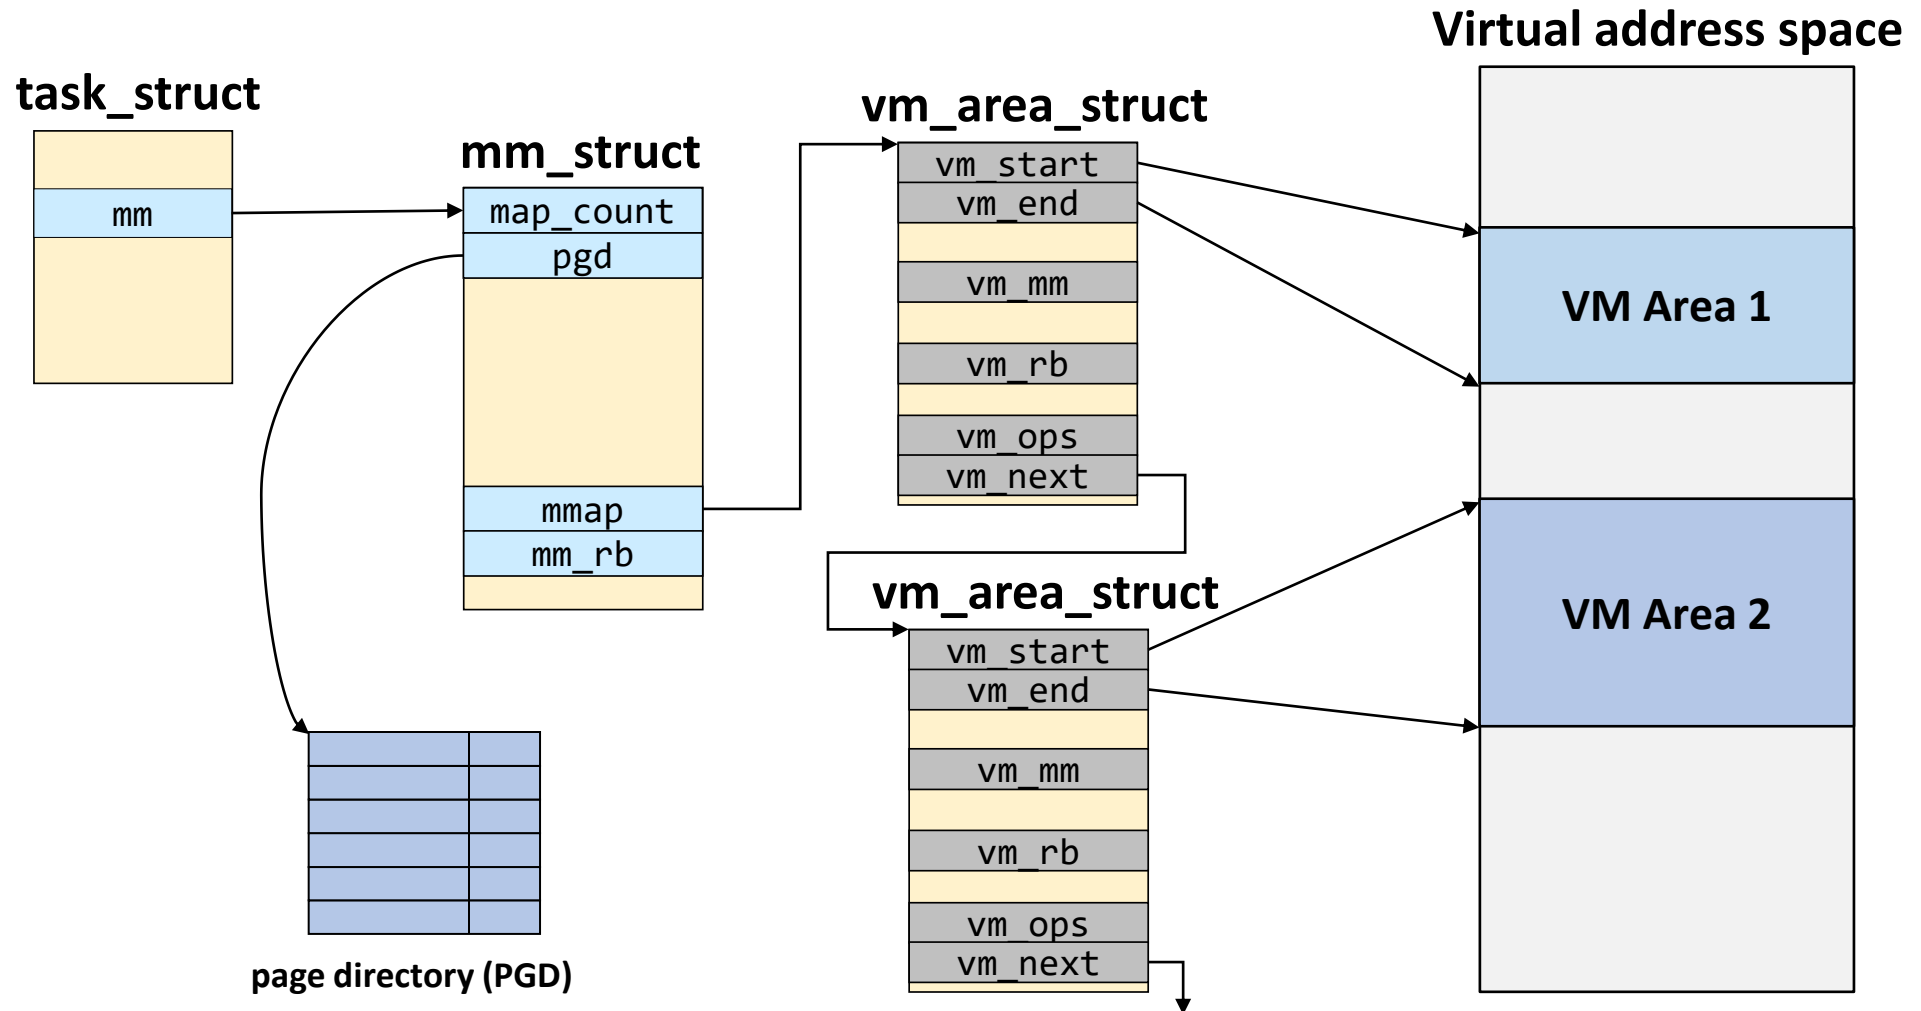 Virtual address space
task_struct
mm
mm_struct
map_count
pgd
mmap
mm_rb
page directory (PGD)
vm_area_struct
vm_start
vm_end
vm_mm
vm_rb
vm_ops
vm_next
vm_area_struct
vm_start
vm_end
vm_mm
vm_rb
vm_ops
vm_next
VM Area 1
VM Area 2